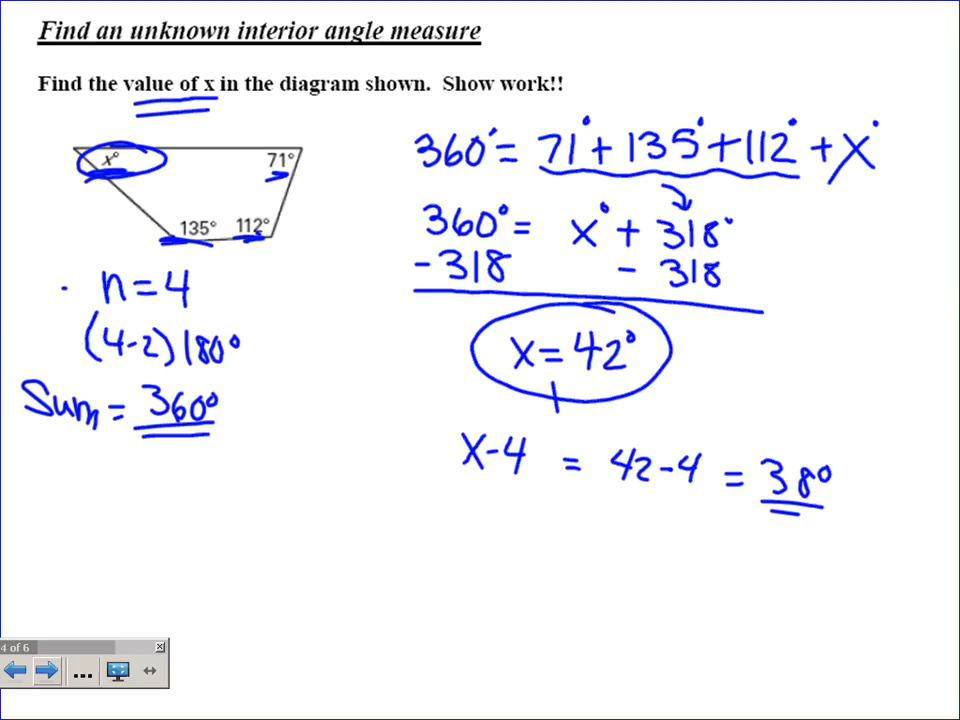 Find an unknown interior angle measure
Find the value of x in the diagram shown. Show work!!
x°
71°
135°
112°
n = 4
(4-2) 180°
Sum = 360°
360° = 71° + 135° + 112° + x°
360° = x° + 318°
- 318 - 318
x = 42°
x - 4 = 42 - 4 = 38°
4 of 6
...